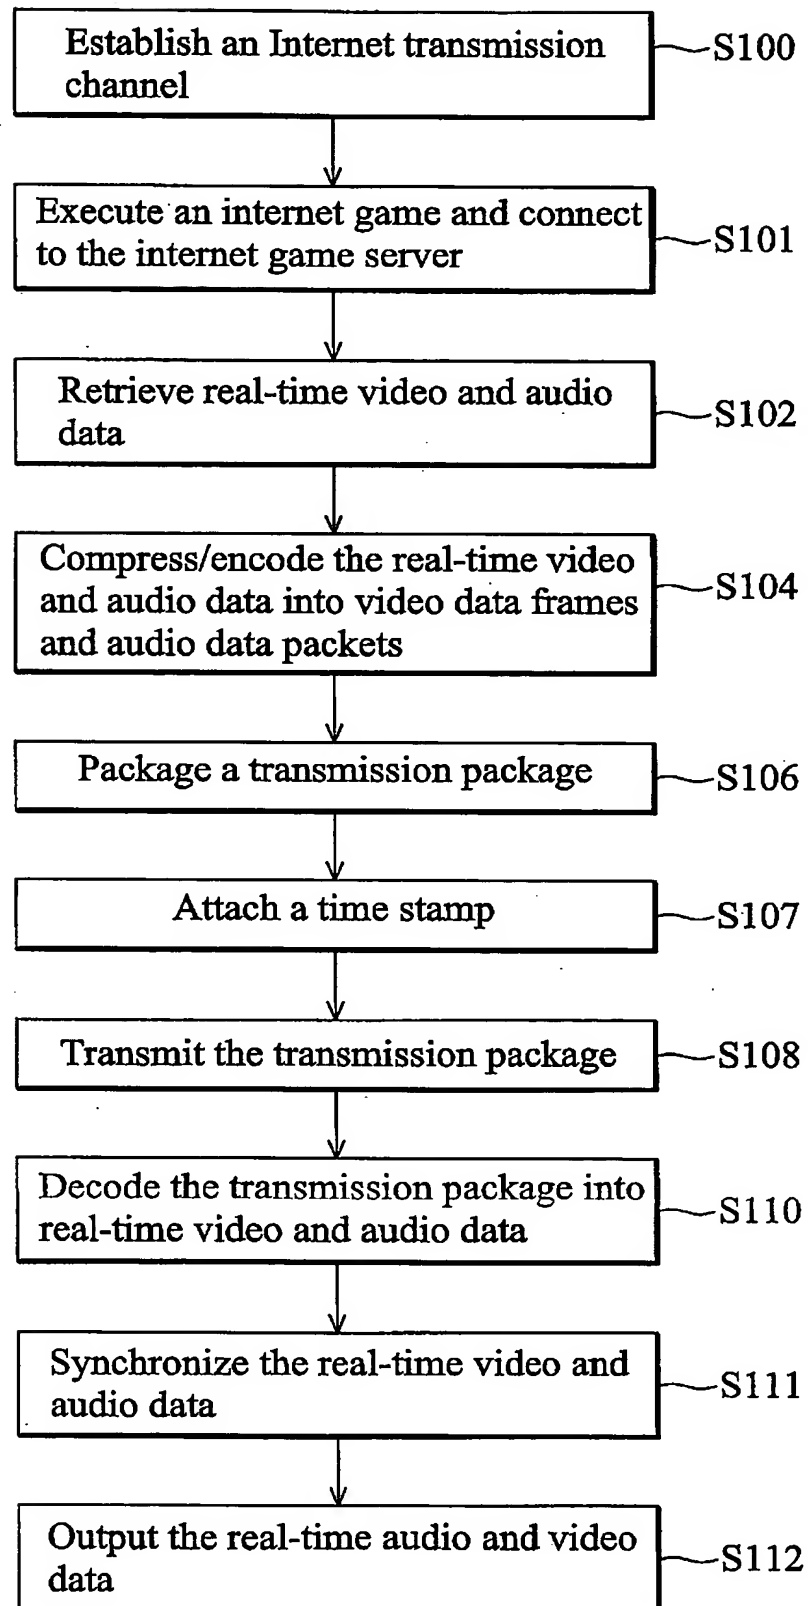 Establish an Internet transmission
channel
S100
Execute an internet game and connect
to the internet game server
S101
Retrieve real-time video and audio
data
S102
Compress/encode the real-time video
and audio data into video data frames
and audio data packets
S104
Package a transmission package
S106
Attach a time stamp
S107
Transmit the transmission package
S108
Decode the transmission package into
real-time video and audio data
S110
Synchronize the real-time video and
audio data
S111
Output the real-time audio and video
data
S112